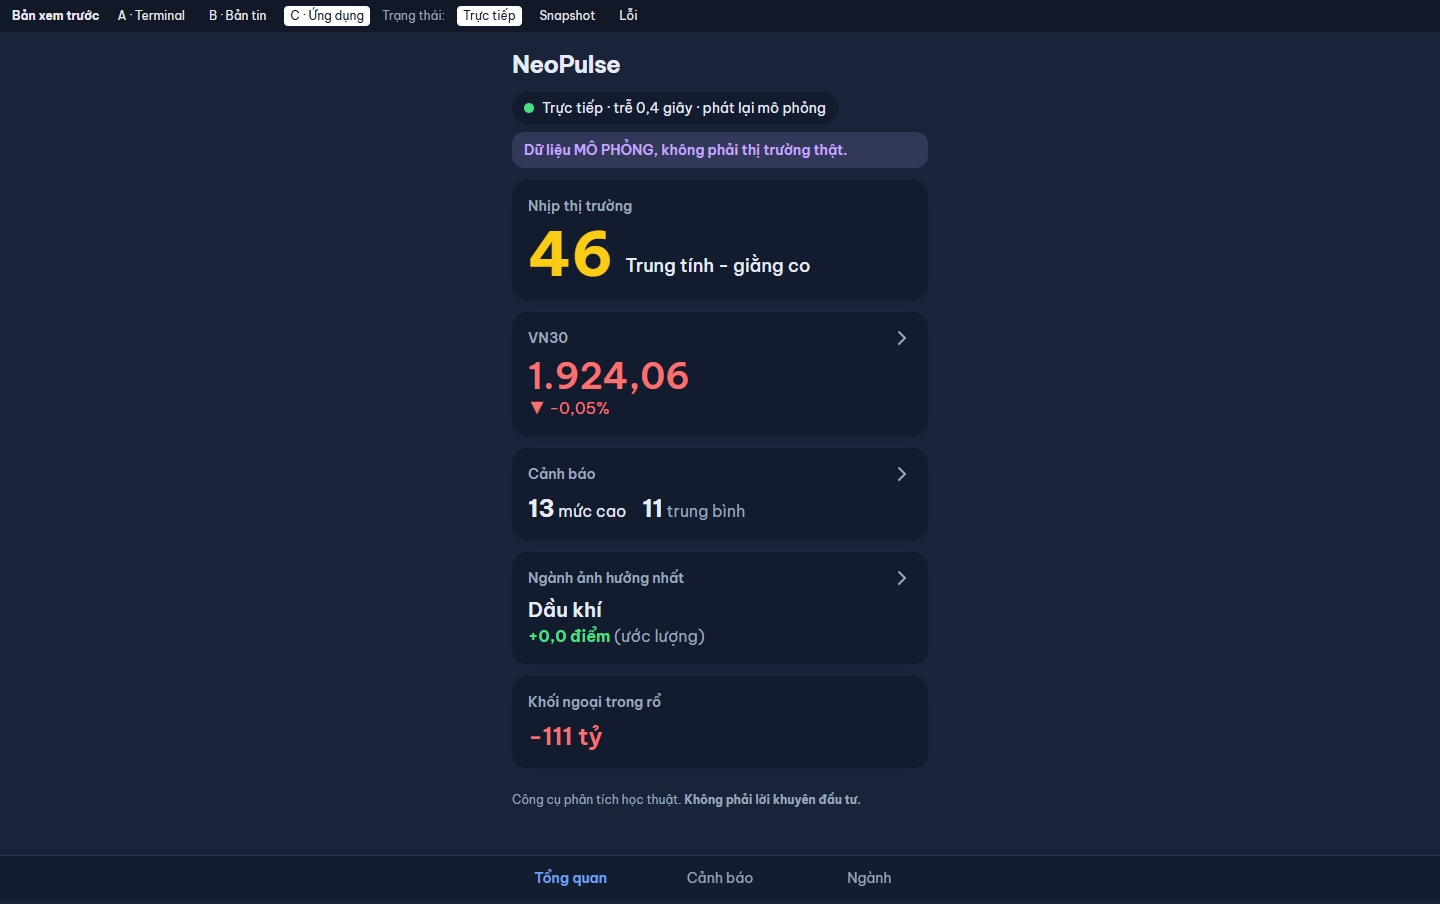 Bản xem trước A · Terminal B · Bản tin C · Ứng dụng Trạng thái: Trực tiếp Snapshot Lỗi
NeoPulse
Trực tiếp · trễ 0,4 giây · phát lại mô phỏng
Dữ liệu MÔ PHỎNG, không phải thị trường thật.
Nhịp thị trường
46 Trung tính - giằng co
VN30
1.924,06
▼ -0,05%
Cảnh báo
13 mức cao 11 trung bình
Ngành ảnh hưởng nhất
Dầu khí
+0,0 điểm (ước lượng)
Khối ngoại trong rổ
-111 tỷ
Công cụ phân tích học thuật. Không phải lời khuyên đầu tư.
Tổng quan Cảnh báo Ngành